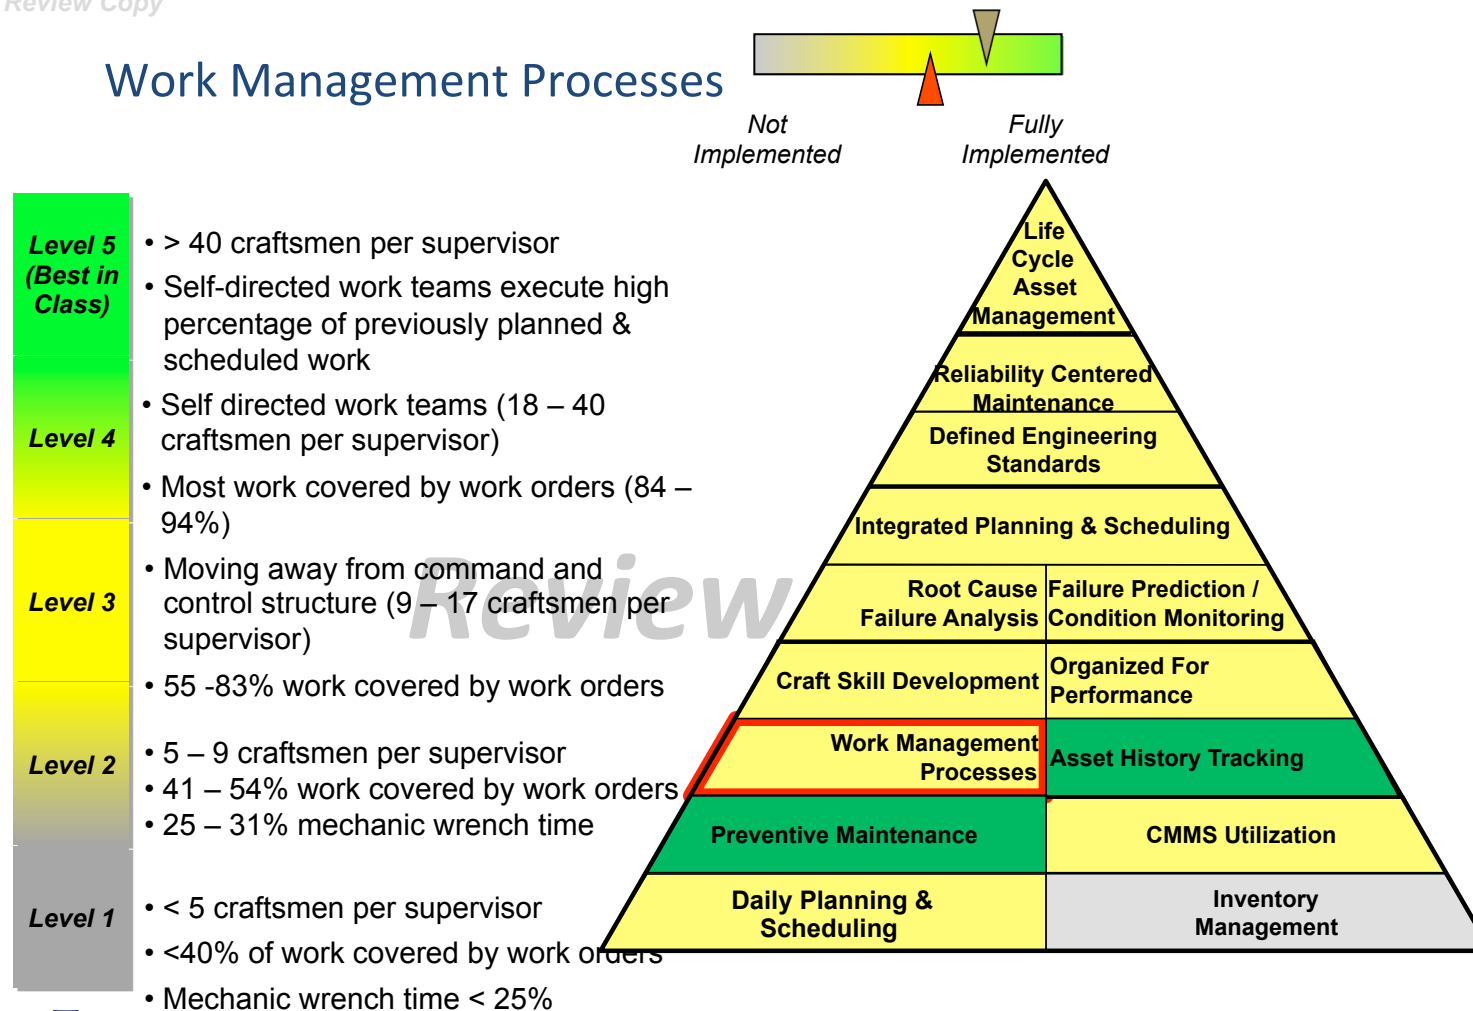 Review Copy
Work Management Processes
Not
Implemented
Fully
Implemented
Level 5
(Best in
Class)
• > 40 craftsmen per supervisor
• Self-directed work teams execute high
percentage of previously planned &
scheduled work
Level 4
• Self directed work teams (18 – 40
craftsmen per supervisor)
• Most work covered by work orders (84 –
94%)
Level 3
• Moving away from command and
control structure (9 – 17 craftsmen per
supervisor)
• 55 -83% work covered by work orders
Level 2
• 5 – 9 craftsmen per supervisor
• 41 – 54% work covered by work orders
• 25 – 31% mechanic wrench time
Level 1
• < 5 craftsmen per supervisor
• <40% of work covered by work orders
• Mechanic wrench time < 25%
Review
Life
Cycle
Asset
Management
Reliability Centered
Maintenance
Defined Engineering
Standards
Integrated Planning & Scheduling
Root Cause
Failure Analysis
Failure Prediction /
Condition Monitoring
Craft Skill Development
Organized For
Performance
Work Management
Processes
Asset History Tracking
Preventive Maintenance
CMMS Utilization
Daily Planning &
Scheduling
Inventory
Management